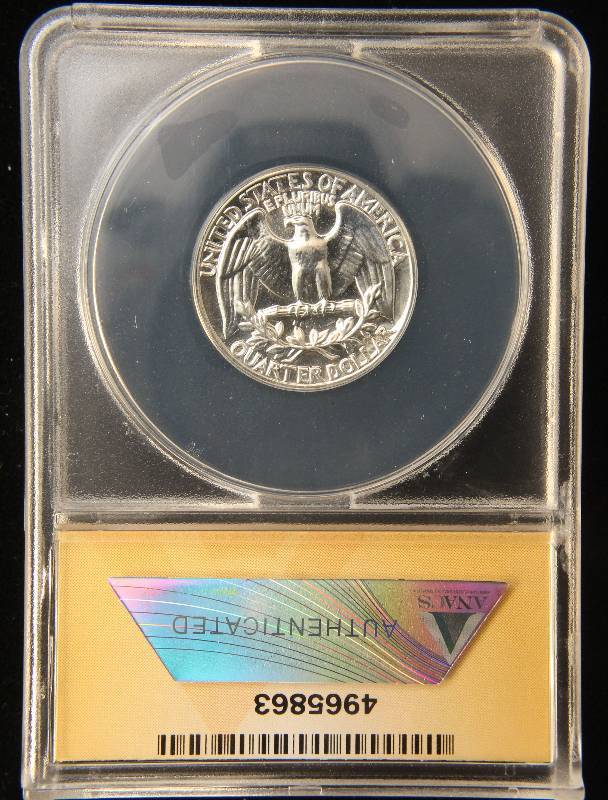 UNITED STATES OF AMERICA
E PLURIBUS
UNUM
QUARTER DOLLAR
ANACS
AUTHENTICATED
4965863